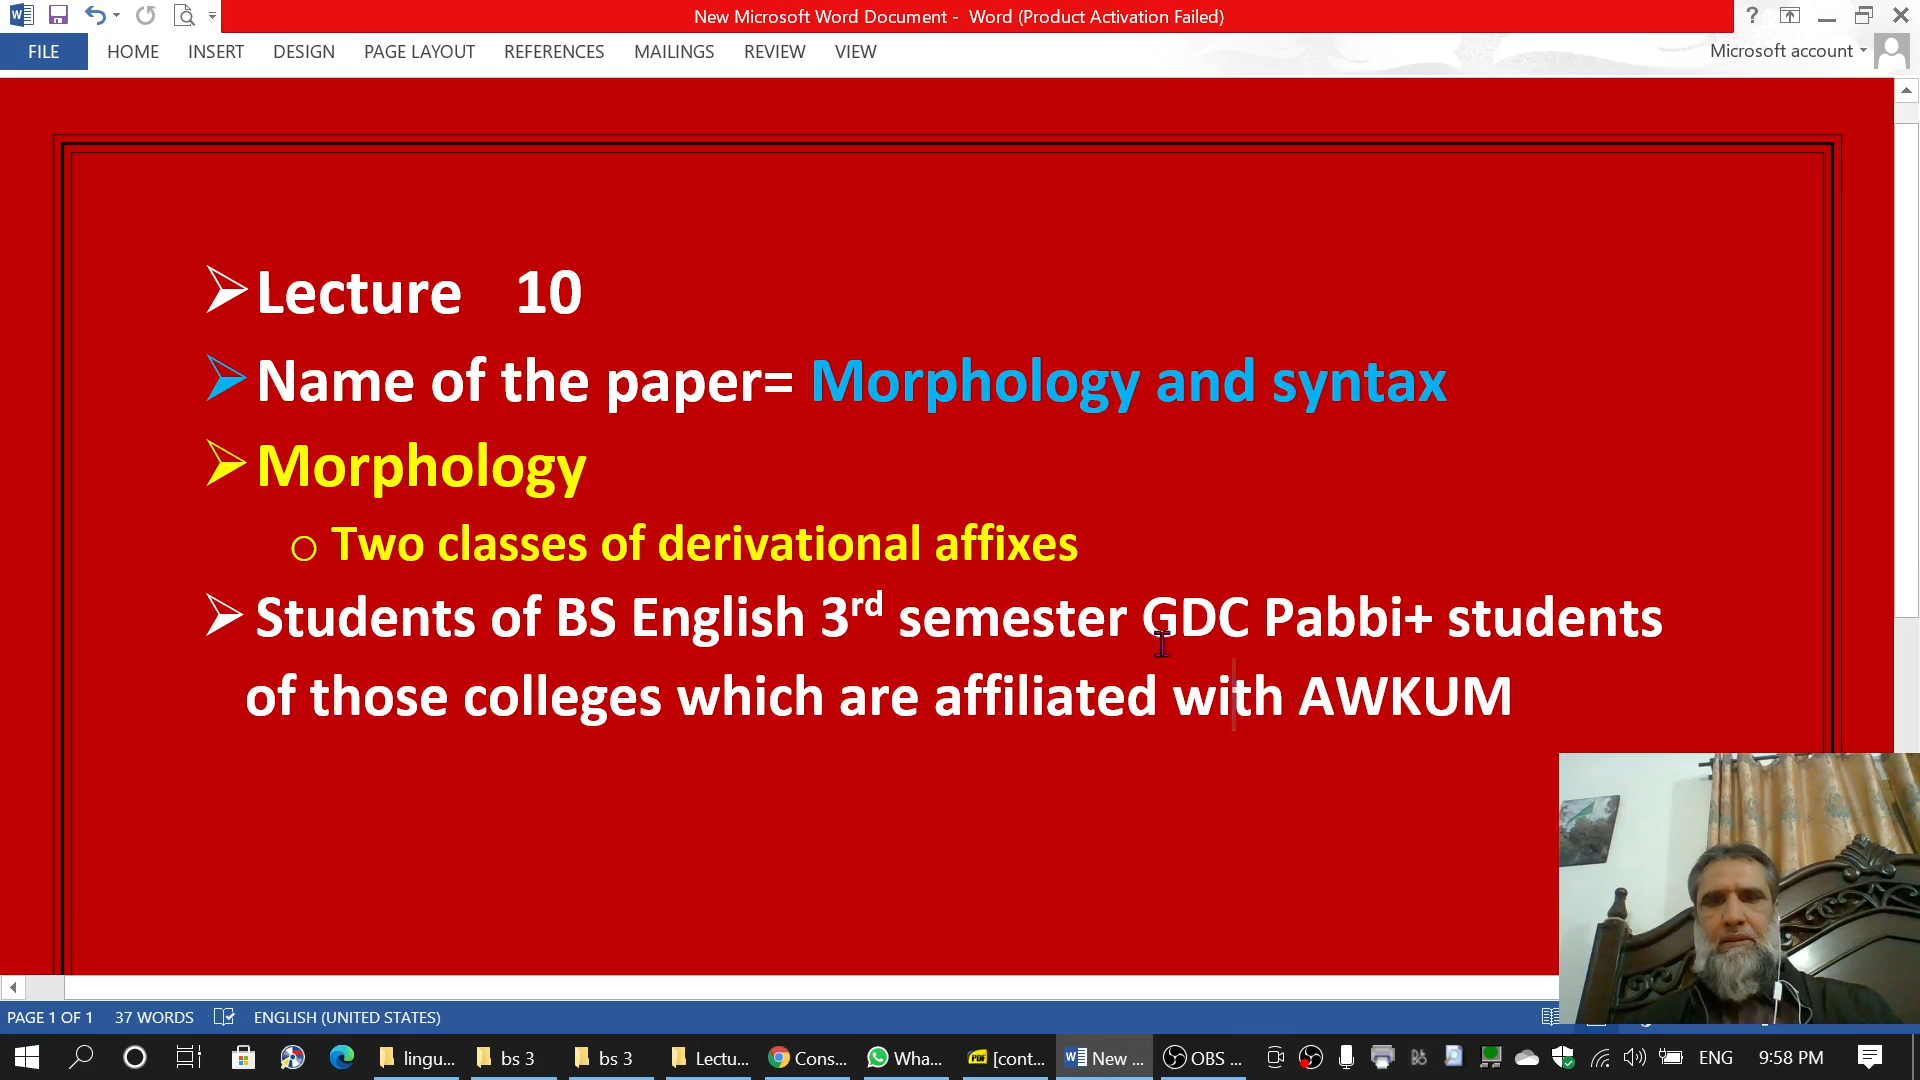 New Microsoft Word Document - Word (Product Activation Failed)
?
FILE HOME INSERT DESIGN PAGE LAYOUT REFERENCES MAILINGS REVIEW VIEW
Microsoft account
Lecture 10
Name of the paper= Morphology and syntax
Morphology
Two classes of derivational affixes
Students of BS English 3rd semester GDC Pabbi+ students
of those colleges which are affiliated with AWKUM
PAGE 1 OF 1 37 WORDS ENGLISH (UNITED STATES)
lingu... bs 3 bs 3 Lectu... Cons... Wha... [cont... New ... OBS ... ENG 9:58 PM